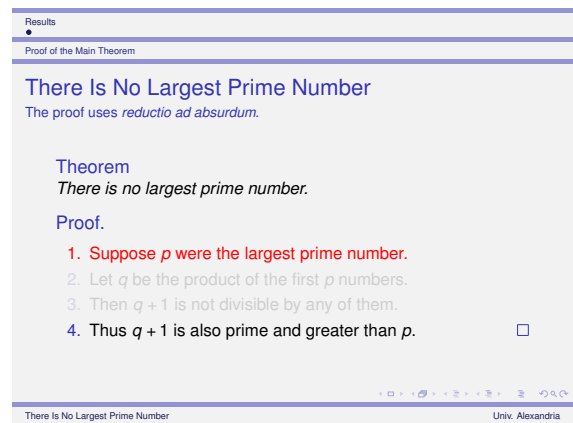 Results
Proof of the Main Theorem
There Is No Largest Prime Number
The proof uses reductio ad absurdum.
Theorem
There is no largest prime number.
Proof.
1. Suppose p were the largest prime number.
2. Let q be the product of the first p numbers.
3. Then q + 1 is not divisible by any of them.
4. Thus q + 1 is also prime and greater than p. □
There Is No Largest Prime Number Univ. Alexandria